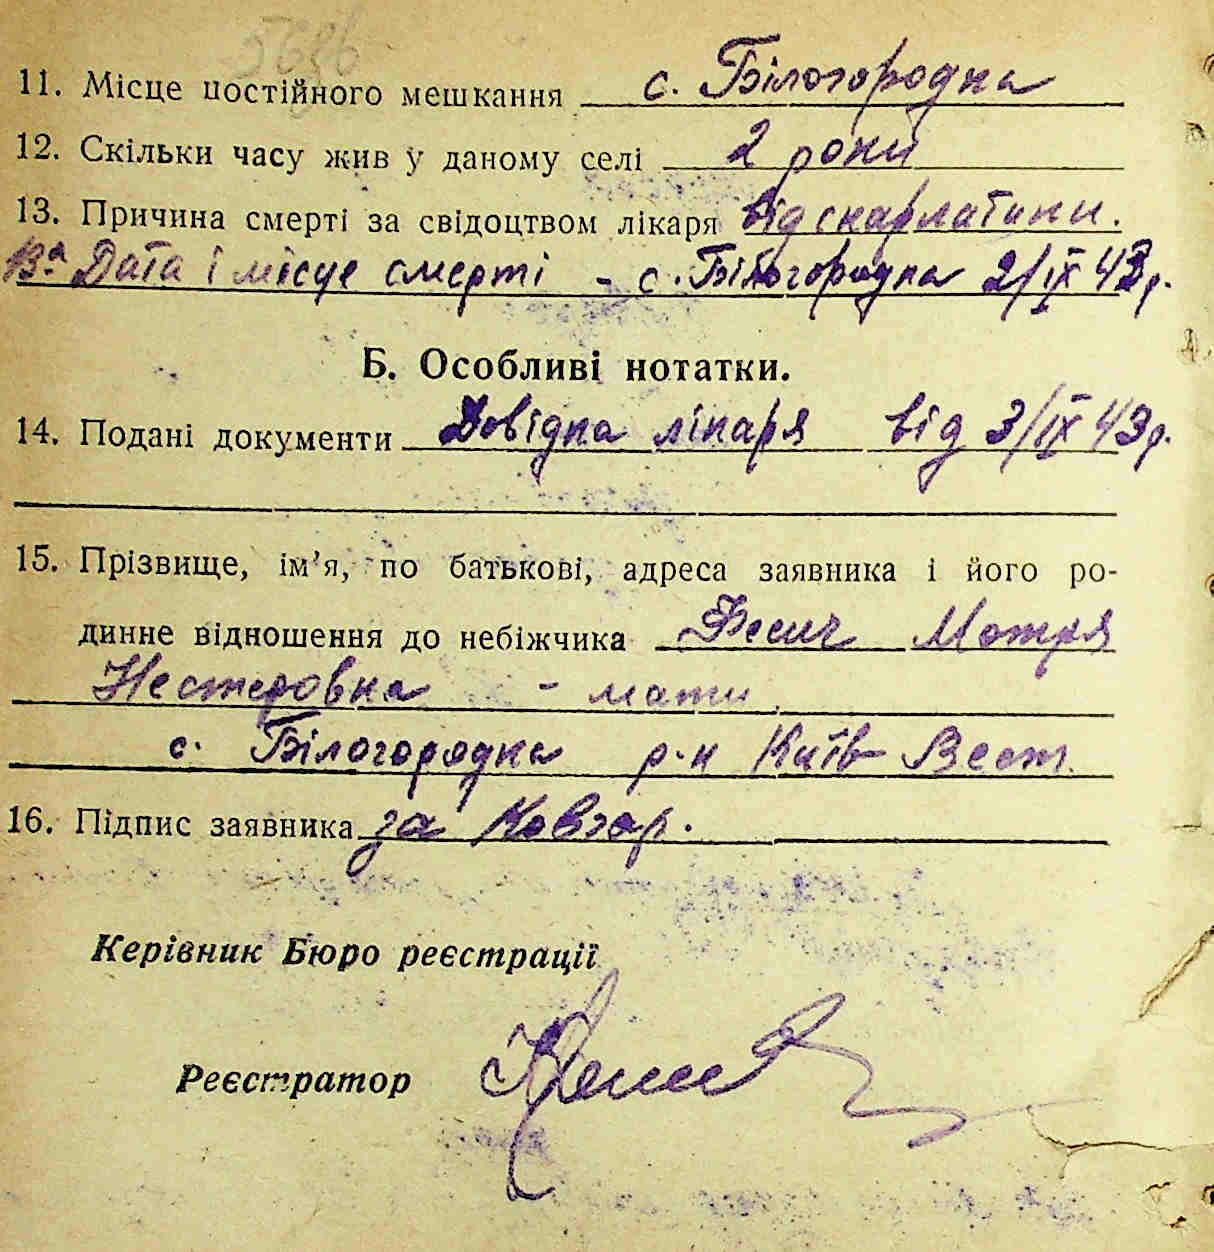 11. Місце постійного мешкання с. Білогородка
12. Скільки часу жив у даному селі 2 роки
13. Причина смерті за свідоцтвом лікаря від скарлатини.
13а Дата і місце смерті - с. Білогородка 2/IX 43 р.
Б. Особливі нотатки.
14. Подані документи Довідка лікаря від 3/IX 43 р.
15. Прізвище, ім’я, по батькові, адреса заявника і його ро-
динне відношення до небіжчика Фесич Мотря
Нестеровна - мати
с. Білогородка р-н Київ Вест.
16. Підпис заявника за
Керівник Бюро реєстрації
Реєстратор